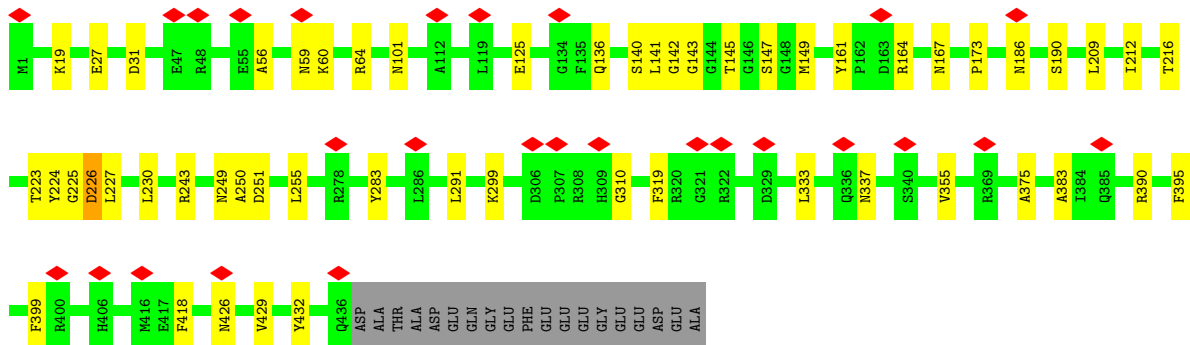 M1 K19 E27 D31 E47 R48 E55 A56 N59 K60 R64 N101 A112 L119 E125 G134 F135 Q136 S140 L141 G142 G143 G144 T145 G146 S147 G148 M149 Y161 P162 D163 R164 N167 P173 N186 S190 L209 I212 T216
T223 Y224 G225 D226 L227 L230 R243 N249 A250 D251 L255 R278 Y283 L286 L291 K299 D306 P307 R308 H309 G310 F319 R320 G321 R322 D329 L333 Q336 N337 S340 V355 R369 A375 A383 I384 Q385 R390 F395
F399 R400 H406 M416 E417 F418 N426 V429 Y432 Q436 ASP ALA THR ALA ASP GLU GLN GLY GLU PHE GLU GLU GLU GLY GLU GLU ASP GLU ALA